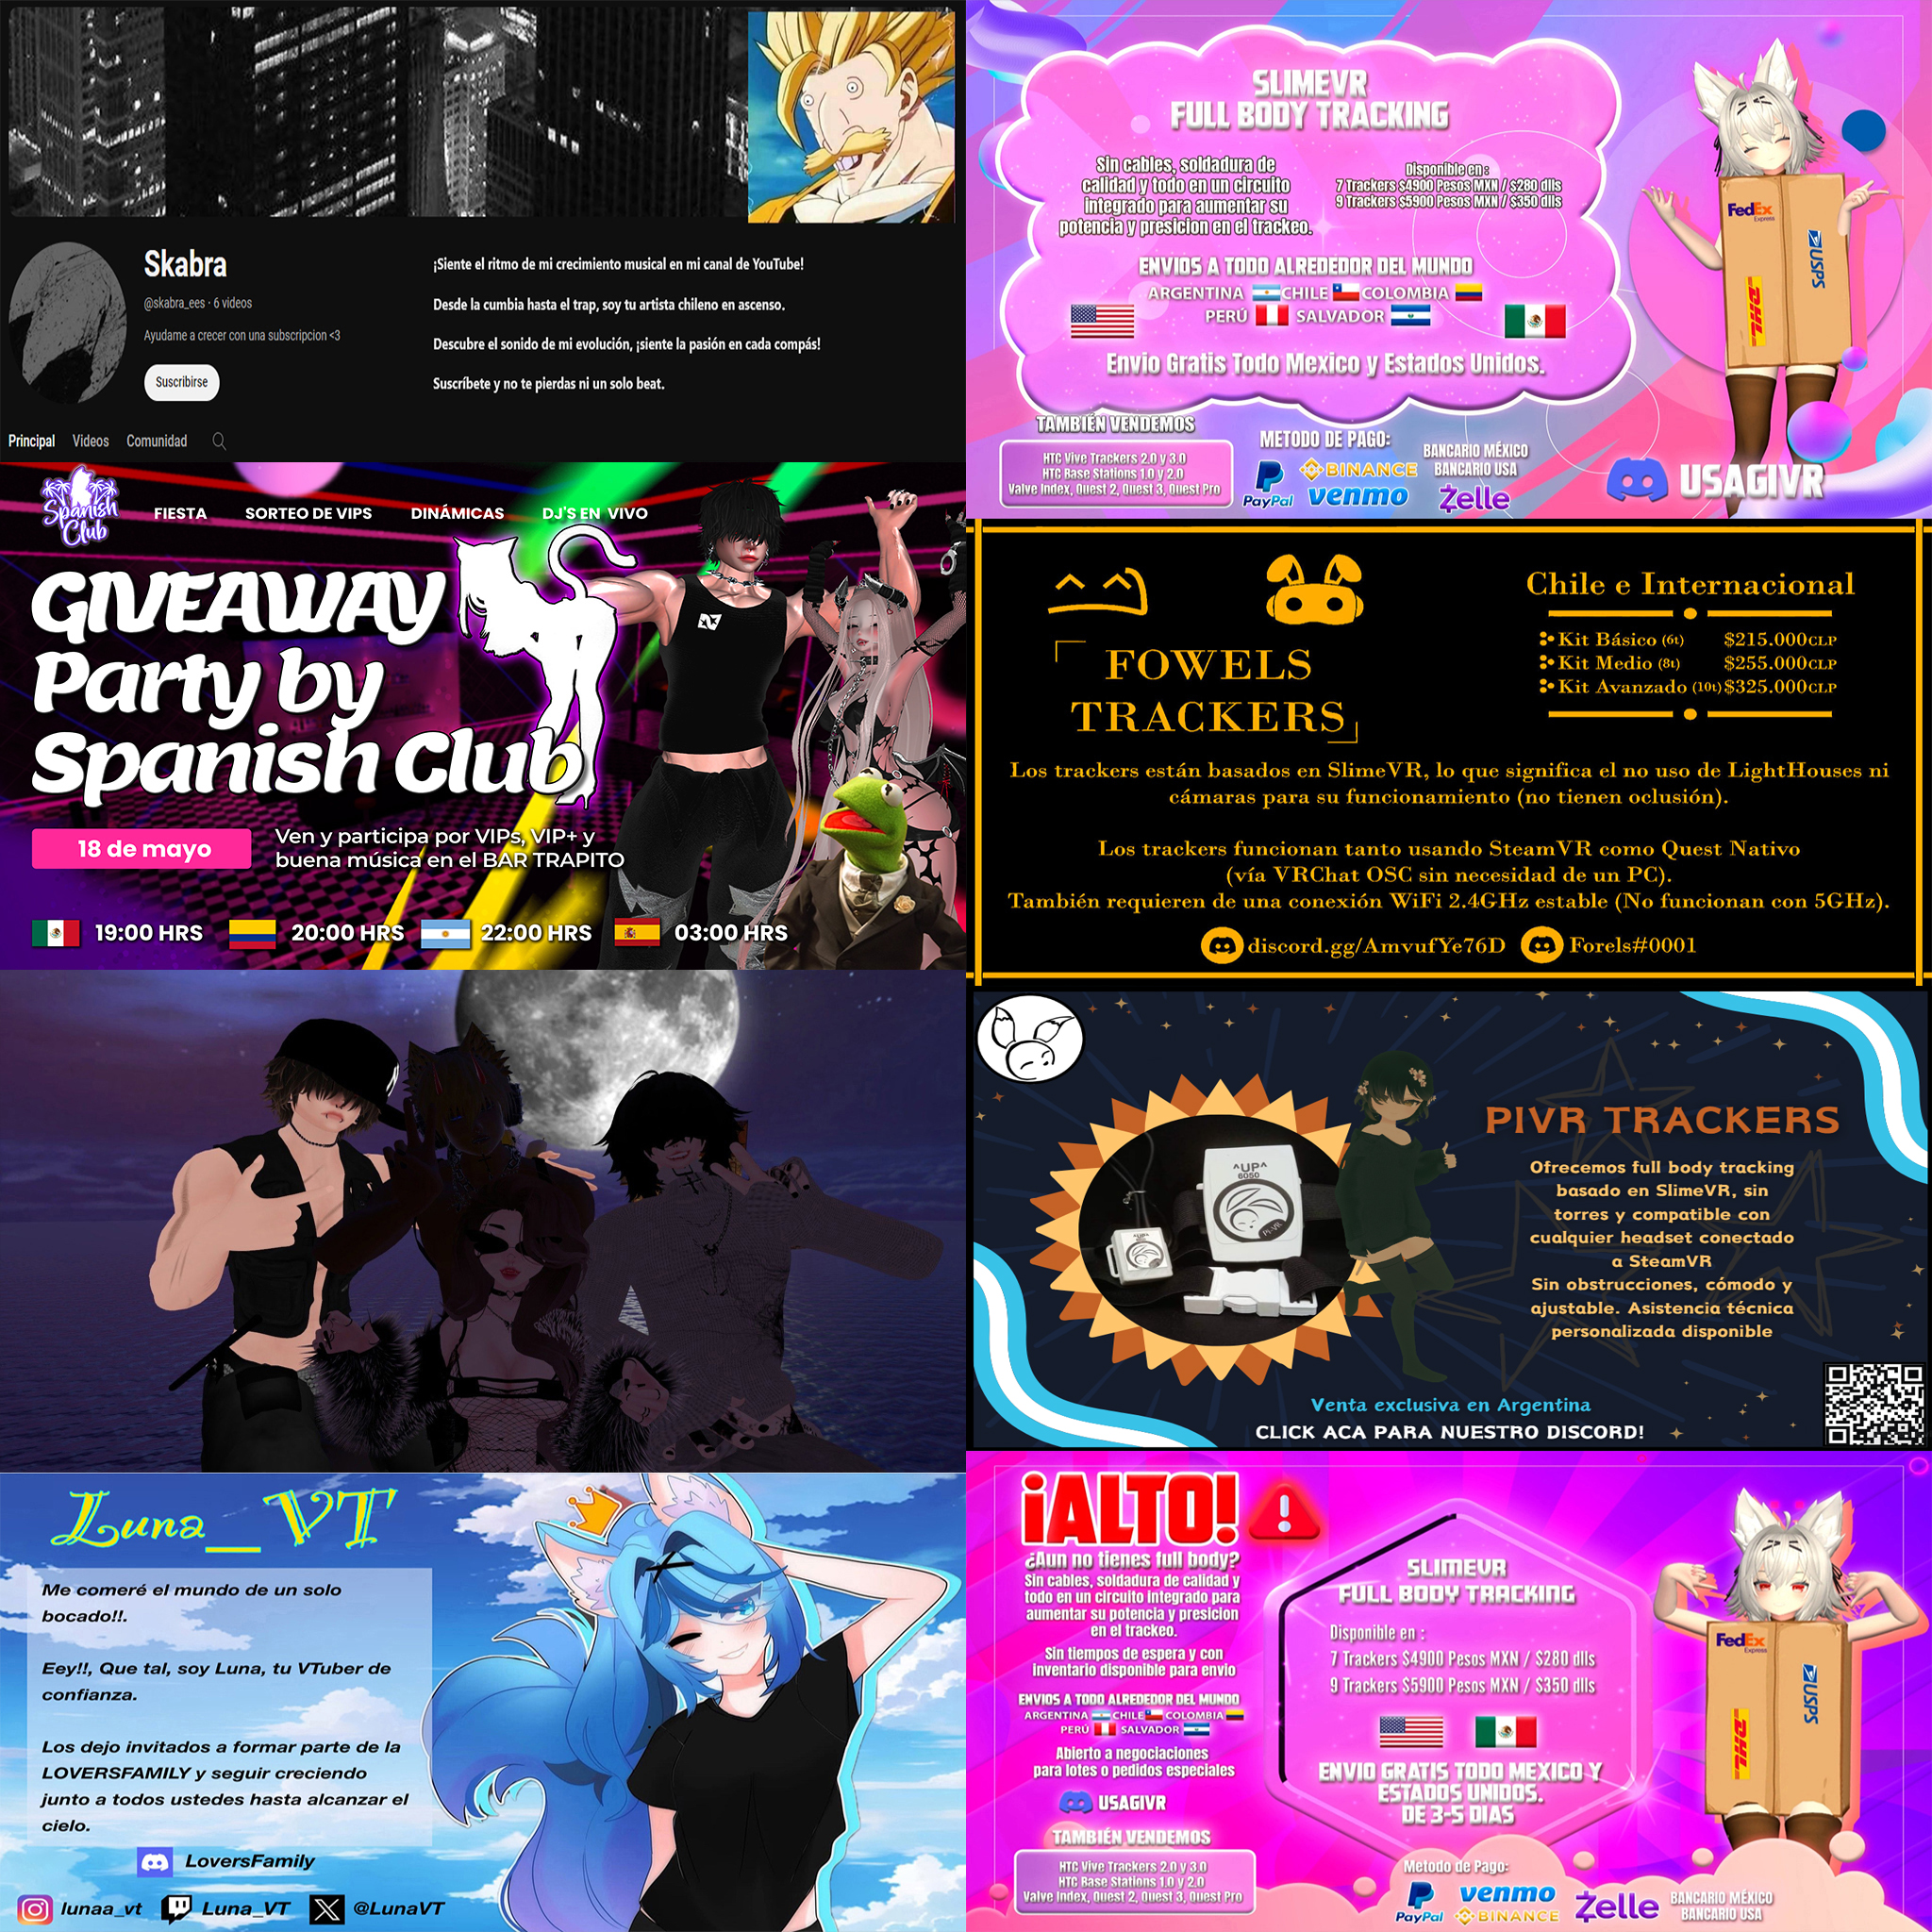 Skabra
@skabra_ees · 6 videos
Ayudame a crecer con una subscripcion <3
Suscribirse
¡Siente el ritmo de mi crecimiento musical en mi canal de YouTube!
Desde la cumbia hasta el trap, soy tu artista chileno en ascenso.
Descubre el sonido de mi evolución, ¡siente la pasión en cada compás!
Suscríbete y no te pierdas ni un solo beat.
Principal Videos Comunidad
SLIMEVR
FULL BODY TRACKING
Sin cables, soldadura de
calidad y todo en un circuito
integrado para aumentar su
potencia y presicion en el trackeo.
Disponible en :
7 Trackers $4900 Pesos MXN / $280 dlls
9 Trackers $5900 Pesos MXN / $350 dlls
ENVIOS A TODO ALREDEDOR DEL MUNDO
ARGENTINA CHILE COLOMBIA
PERÚ SALVADOR
Envio Gratis Todo Mexico y Estados Unidos.
TAMBIÉN VENDEMOS
HTC Vive Trackers 2.0 y 3.0
HTC Base Stations 1.0 y 2.0
Valve Index, Quest 2, Quest 3, Quest Pro
METODO DE PAGO:
PayPal
BINANCE
venmo
BANCARIO MÉXICO
BANCARIO USA
Zelle
FedEx
Express
USPS
DHL
USAGIVR
Spanish
Club
FIESTA SORTEO DE VIPS DINÁMICAS DJ'S EN VIVO
GIVEAWAY
Party by
Spanish Club
18 de mayo
Ven y participa por VIPs, VIP+ y
buena música en el BAR TRAPITO
19:00 HRS 20:00 HRS 22:00 HRS 03:00 HRS
FOWELS
TRACKERS
Chile e Internacional
Kit Básico (6t) $215.000CLP
Kit Medio (8t) $255.000CLP
Kit Avanzado (10t) $325.000CLP
Los trackers están basados en SlimeVR, lo que significa el no uso de LightHouses ni
cámaras para su funcionamiento (no tienen oclusión).
Los trackers funcionan tanto usando SteamVR como Quest Nativo
(vía VRChat OSC sin necesidad de un PC).
También requieren de una conexión WiFi 2.4GHz estable (No funcionan con 5GHz).
discord.gg/AmvufYe76D Forels#0001
^UP^
6050
PI-VR
PIVR TRACKERS
Ofrecemos full body tracking
basado en SlimeVR, sin
torres y compatible con
cualquier headset conectado
a SteamVR
Sin obstrucciones, cómodo y
ajustable. Asistencia técnica
personalizada disponible
Venta exclusiva en Argentina
CLICK ACA PARA NUESTRO DISCORD!
Luna_VT
Me comeré el mundo de un solo
bocado!!.
Eey!!, Que tal, soy Luna, tu VTuber de
confianza.
Los dejo invitados a formar parte de la
LOVERSFAMILY y seguir creciendo
junto a todos ustedes hasta alcanzar el
cielo.
LoversFamily
lunaa_vt Luna_VT @LunaVT
¡ALTO!
¿Aun no tienes full body?
Sin cables, soldadura de calidad y
todo en un circuito integrado para
aumentar su potencia y presicion
en el trackeo.
Sin tiempos de espera y con
inventario disponible para envio
ENVIOS A TODO ALREDEDOR DEL MUNDO
ARGENTINA CHILE COLOMBIA
PERÚ SALVADOR
Abierto a negociaciones
para lotes o pedidos especiales
USAGIVR
TAMBIÉN VENDEMOS
HTC Vive Trackers 2.0 y 3.0
HTC Base Stations 1.0 y 2.0
Valve Index, Quest 2, Quest 3, Quest Pro
SLIMEVR
FULL BODY TRACKING
Disponible en :
7 Trackers $4900 Pesos MXN / $280 dlls
9 Trackers $5900 Pesos MXN / $350 dlls
ENVIO GRATIS TODO MEXICO Y
ESTADOS UNIDOS.
DE 3-5 DIAS
Metodo de Pago:
PayPal
venmo
BINANCE
Zelle
BANCARIO MÉXICO
BANCARIO USA
FedEx
Express
USPS
DHL